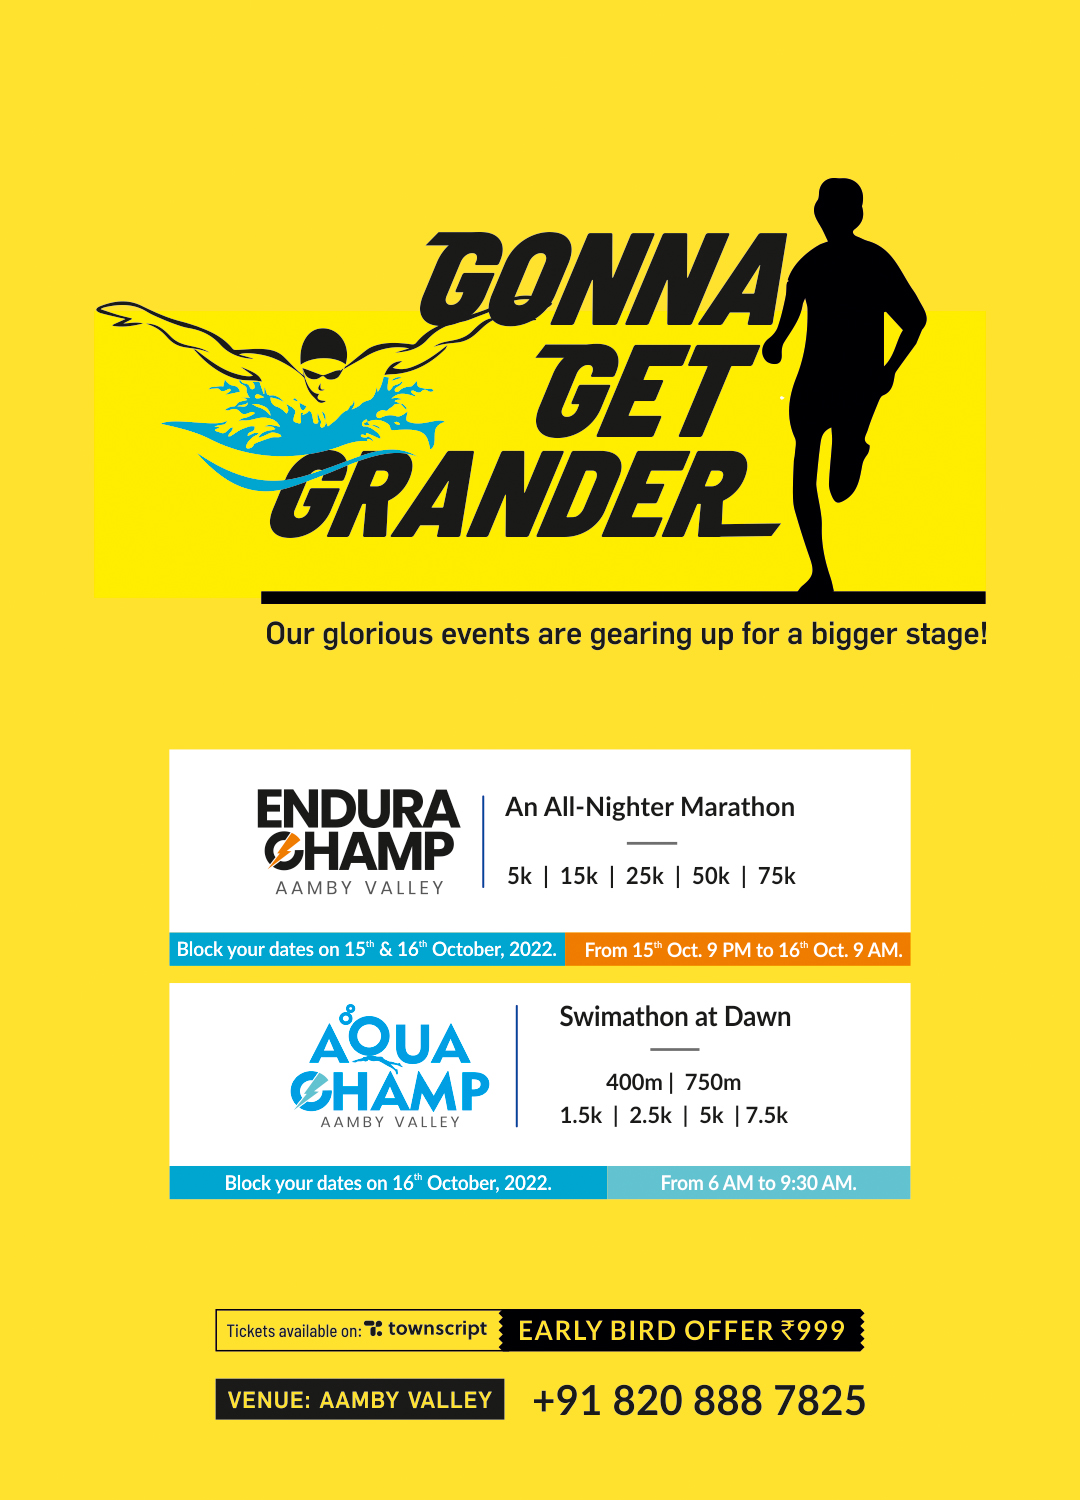 GONNA
GET
GRANDER
Our glorious events are gearing up for a bigger stage!
ENDURA
CHAMP
AAMBY VALLEY
An All-Nighter Marathon
5k | 15k | 25k | 50k | 75k
Block your dates on 15th & 16th October, 2022.
From 15th Oct. 9 PM to 16th Oct. 9 AM.
AQUA
CHAMP
AAMBY VALLEY
Swimathon at Dawn
400m | 750m
1.5k | 2.5k | 5k | 7.5k
Block your dates on 16th October, 2022.
From 6 AM to 9:30 AM.
Tickets available on: townscript
EARLY BIRD OFFER ₹999
VENUE: AAMBY VALLEY
+91 820 888 7825